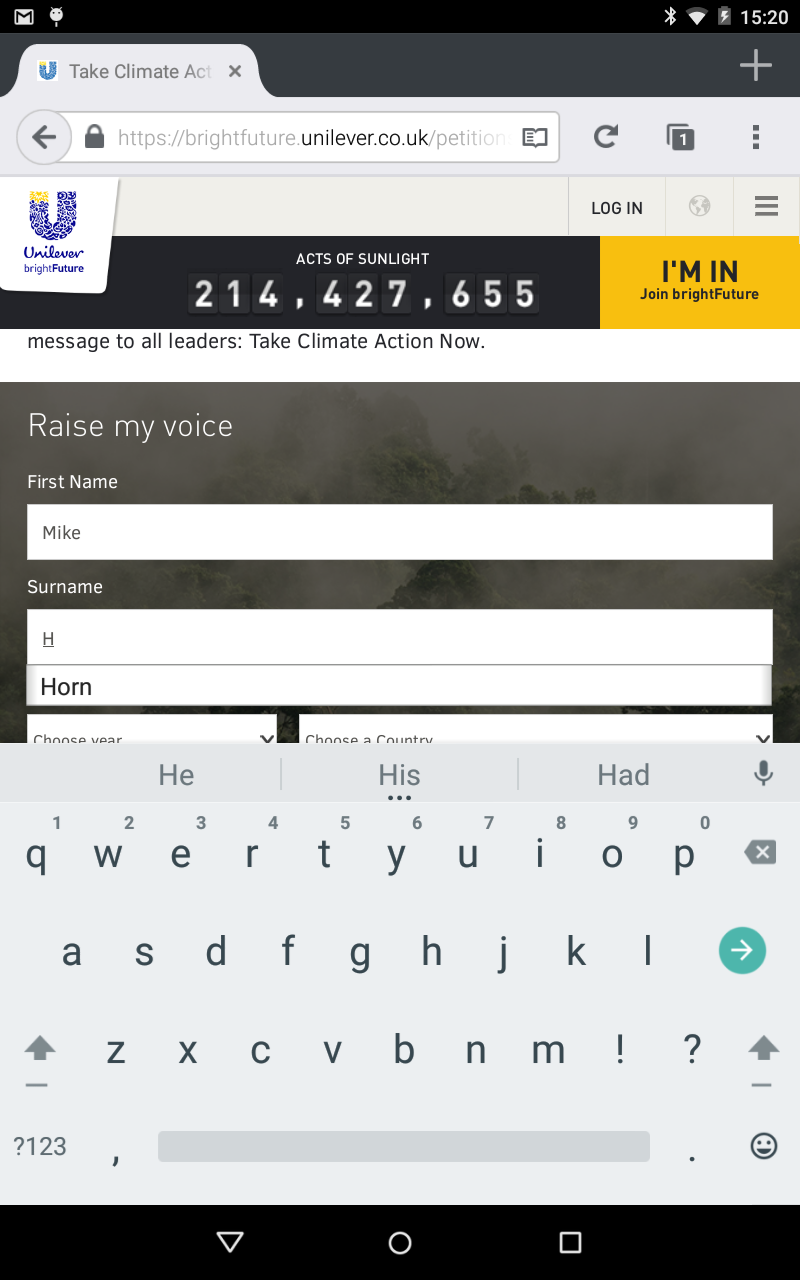 15:20
Take Climate Act
https://brightfuture.unilever.co.uk/petition
1
Unilever
brightFuture
LOG IN
ACTS OF SUNLIGHT
214,427,655
I'M IN
Join brightFuture
message to all leaders: Take Climate Action Now.
Raise my voice
First Name
Mike
Surname
H
Horn
Choose year
Choose a Country
He
His
Had
1 2 3 4 5 6 7 8 9 0
q w e r t y u i o p
a s d f g h j k l
z x c v b n m ! ?
?123 , .